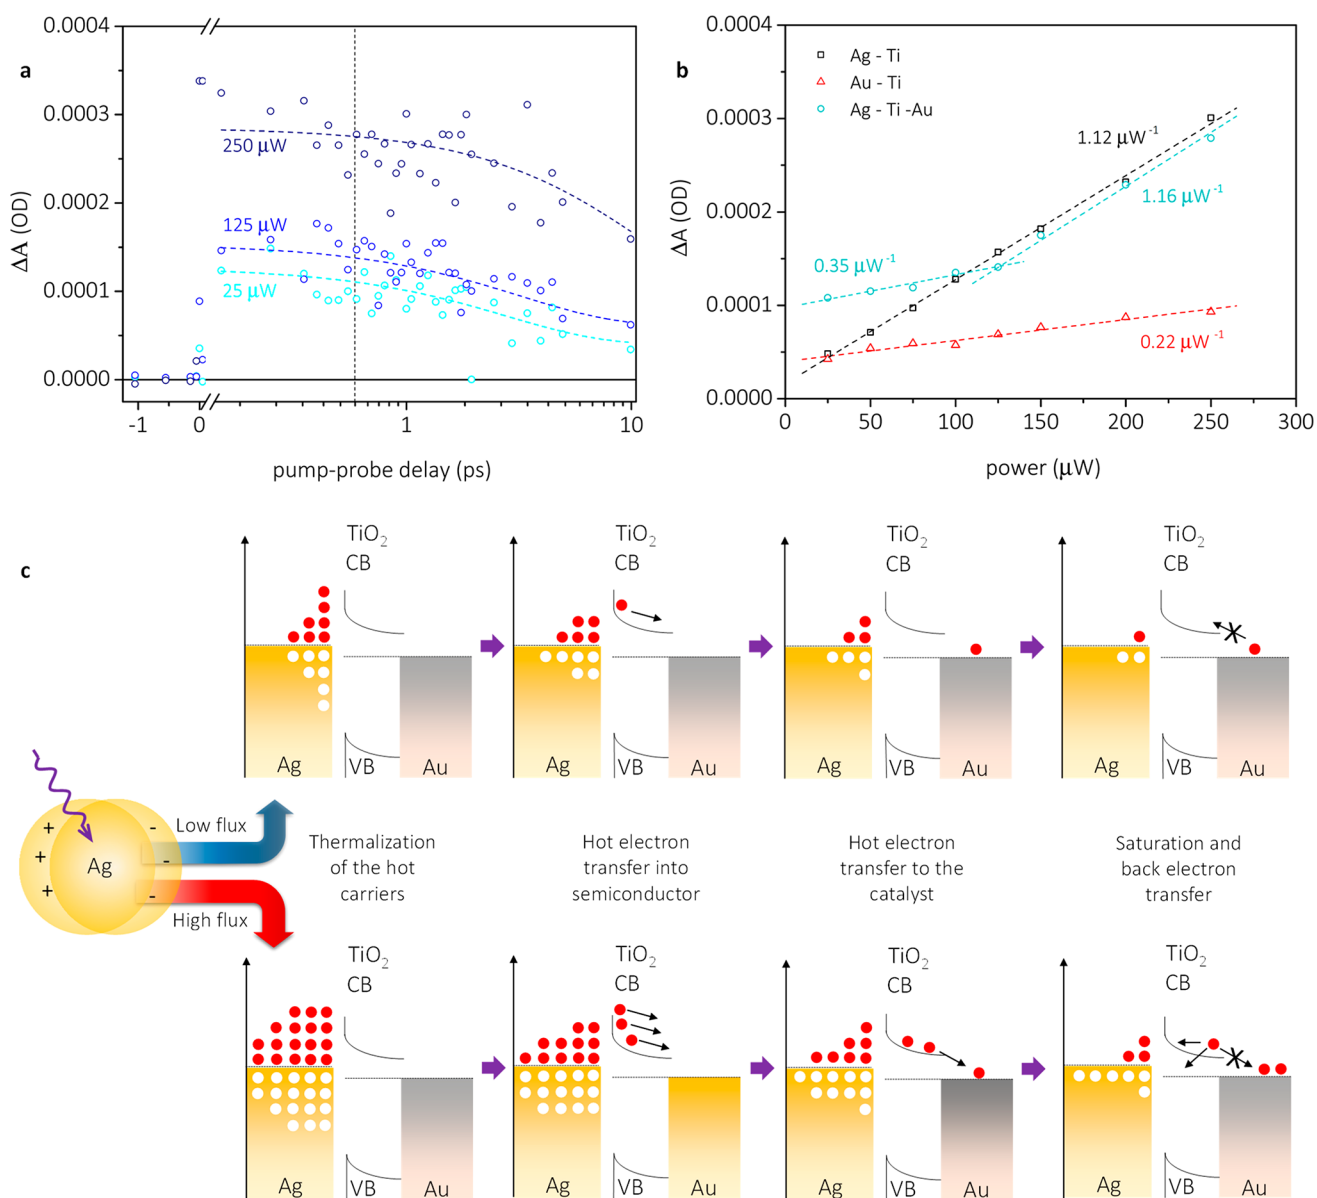 a
0.0004
0.0003
0.0002
0.0001
0.0000
ΔA (OD)
250 μW
125 μW
25 μW
-1
0
1
10
pump-probe delay (ps)
b
0.0004
0.0003
0.0002
0.0001
0.0000
ΔA (OD)
Ag - Ti
Au - Ti
Ag - Ti -Au
1.12 μW⁻¹
1.16 μW⁻¹
0.35 μW⁻¹
0.22 μW⁻¹
0
50
100
150
200
250
300
power (μW)
c
TiO₂
CB
Ag
VB
Au
TiO₂
CB
Ag
VB
Au
TiO₂
CB
Ag
VB
Au
TiO₂
CB
Ag
VB
Au
+
+
+
-
-
-
Ag
Low flux
High flux
Thermalization
of the hot
carriers
Hot electron
transfer into
semiconductor
Hot electron
transfer to the
catalyst
Saturation and
back electron
transfer
TiO₂
CB
Ag
VB
Au
TiO₂
CB
Ag
VB
Au
TiO₂
CB
Ag
VB
Au
TiO₂
CB
Ag
VB
Au